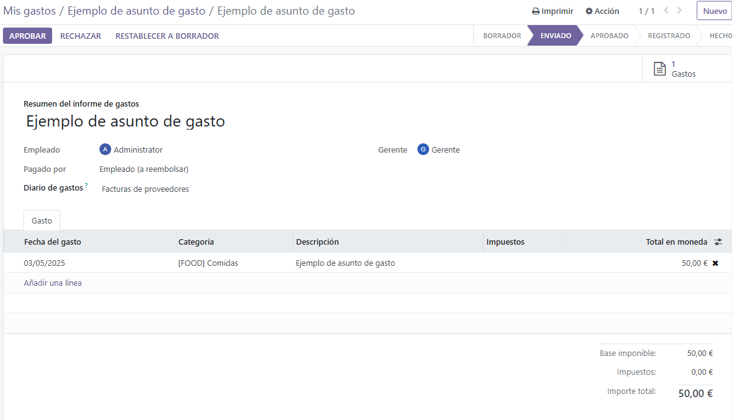 Mis gastos / Ejemplo de asunto de gasto / Ejemplo de asunto de gasto
Imprimir Acción 1 / 1 Nuevo
APROBAR RECHAZAR RESTABLECER A BORRADOR BORRADOR ENVIADO APROBADO REGISTRADO HECHO
1
Gastos
Resumen del informe de gastos
Ejemplo de asunto de gasto
Empleado A Administrator Gerente G Gerente
Pagado por Empleado (a reembolsar)
Diario de gastos ? Facturas de proveedores
Gasto
Fecha del gasto Categoría Descripción Impuestos Total en moneda
03/05/2025 [FOOD] Comidas Ejemplo de asunto de gasto 50,00 €
Añadir una línea
Base imponible: 50,00 €
Impuestos: 0,00 €
Importe total: 50,00 €